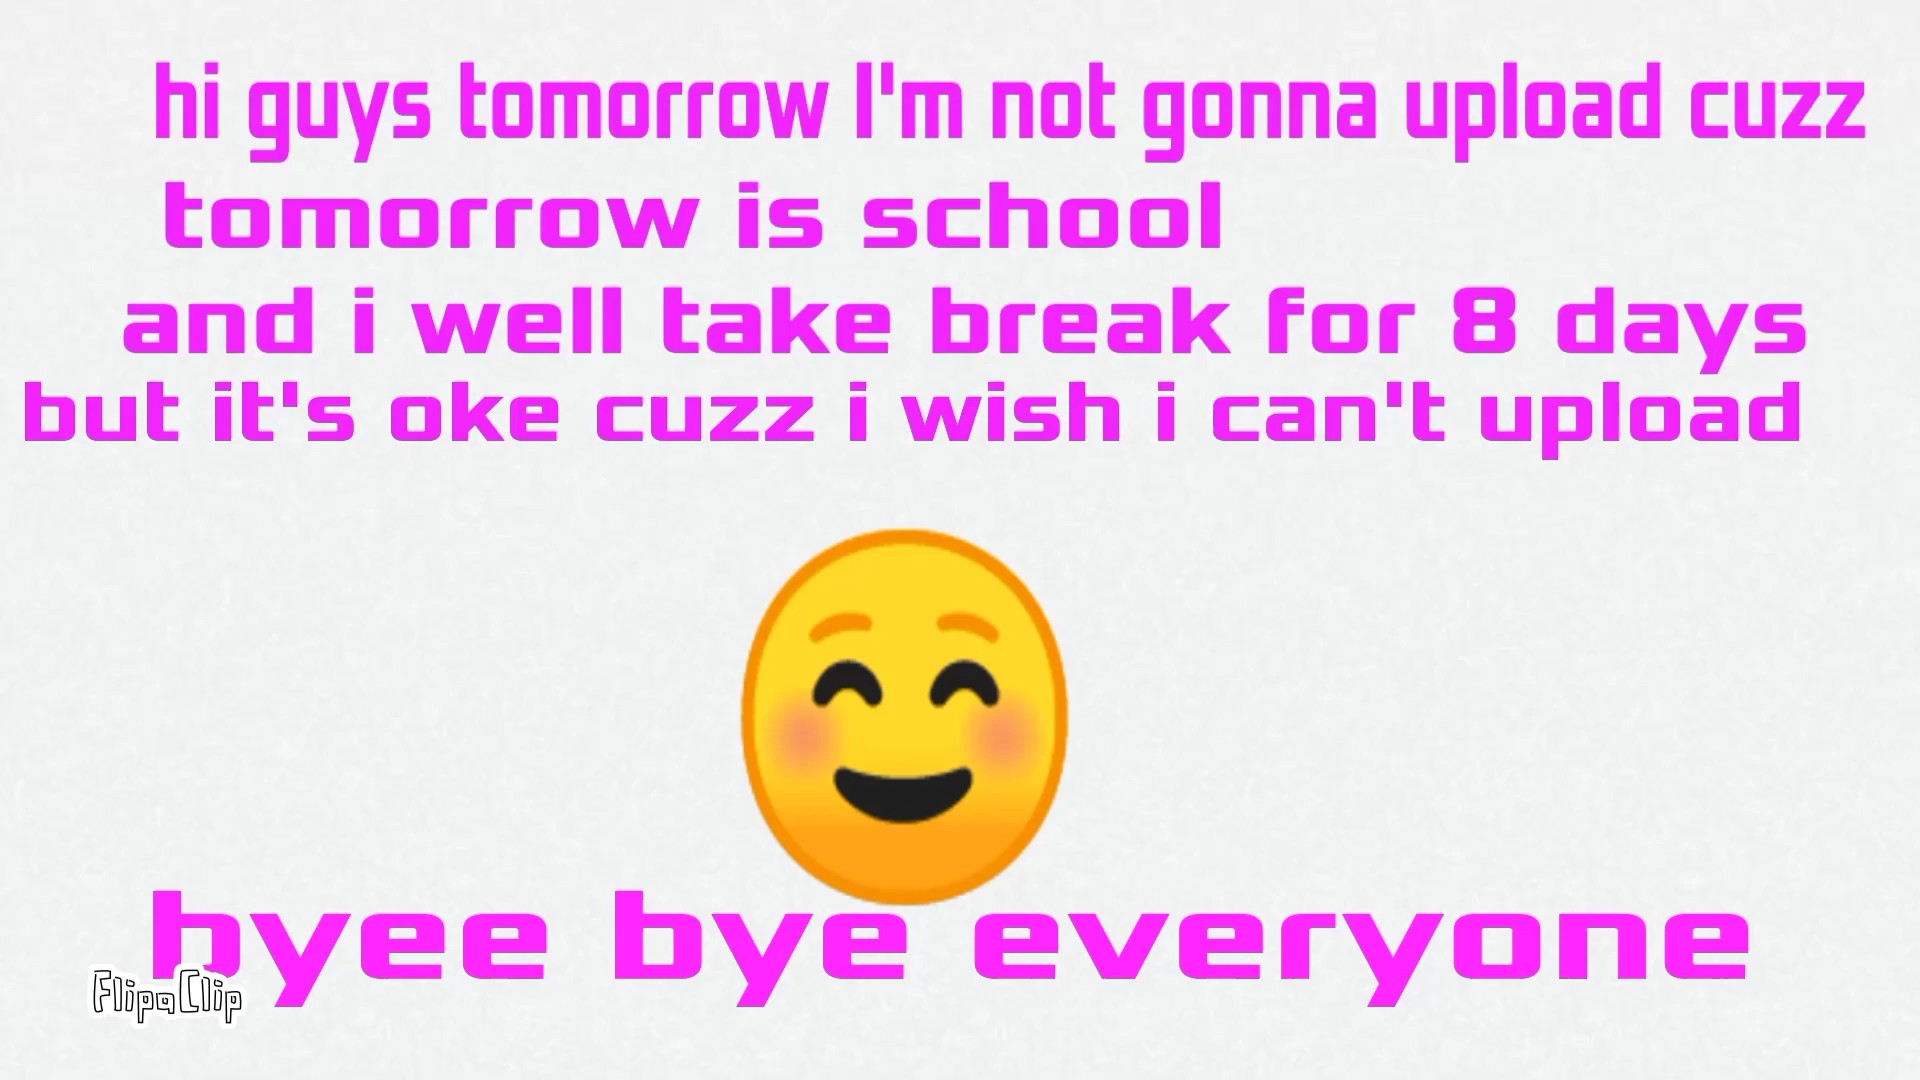 hi guys tomorrow I'm not gonna upload cuzz
tomorrow is school
and i well take break for 8 days
but it's oke cuzz i wish i can't upload
byee bye everyone
FlipaClip